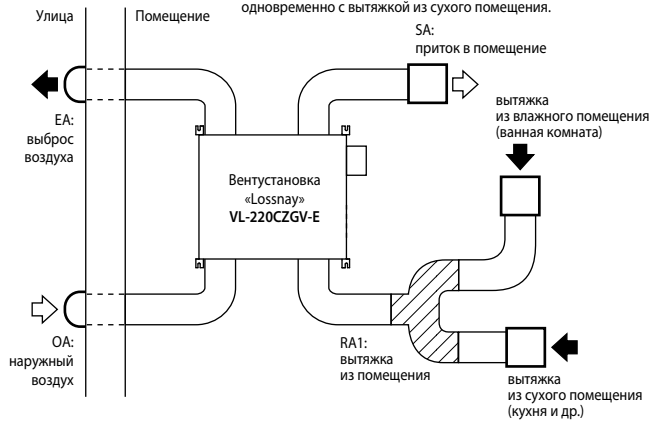 одновременно с вытяжкой из сухого помещения.
Улица
Помещение
SA:
приток в помещение
EA:
выброс
воздуха
вытяжка
из влажного помещения
(ванная комната)
Вентустановка
«Lossnay»
VL-220CZGV-E
OA:
наружный
воздух
RA1:
вытяжка
из помещения
вытяжка
из сухого помещения
(кухня и др.)